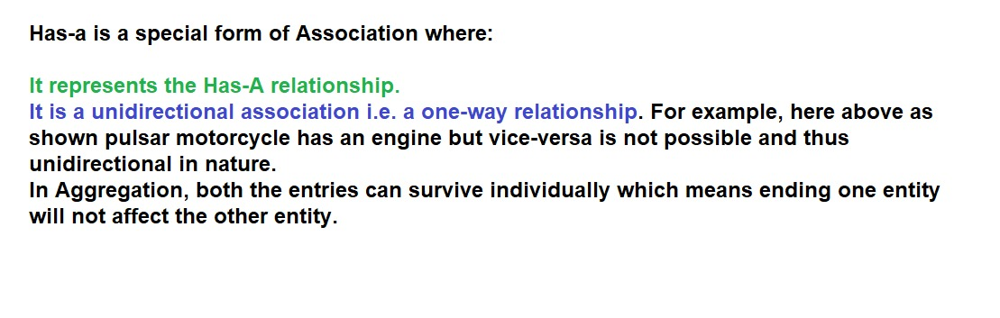 Has-a is a special form of Association where:
It represents the Has-A relationship.
It is a unidirectional association i.e. a one-way relationship. For example, here above as
shown pulsar motorcycle has an engine but vice-versa is not possible and thus
unidirectional in nature.
In Aggregation, both the entries can survive individually which means ending one entity
will not affect the other entity.